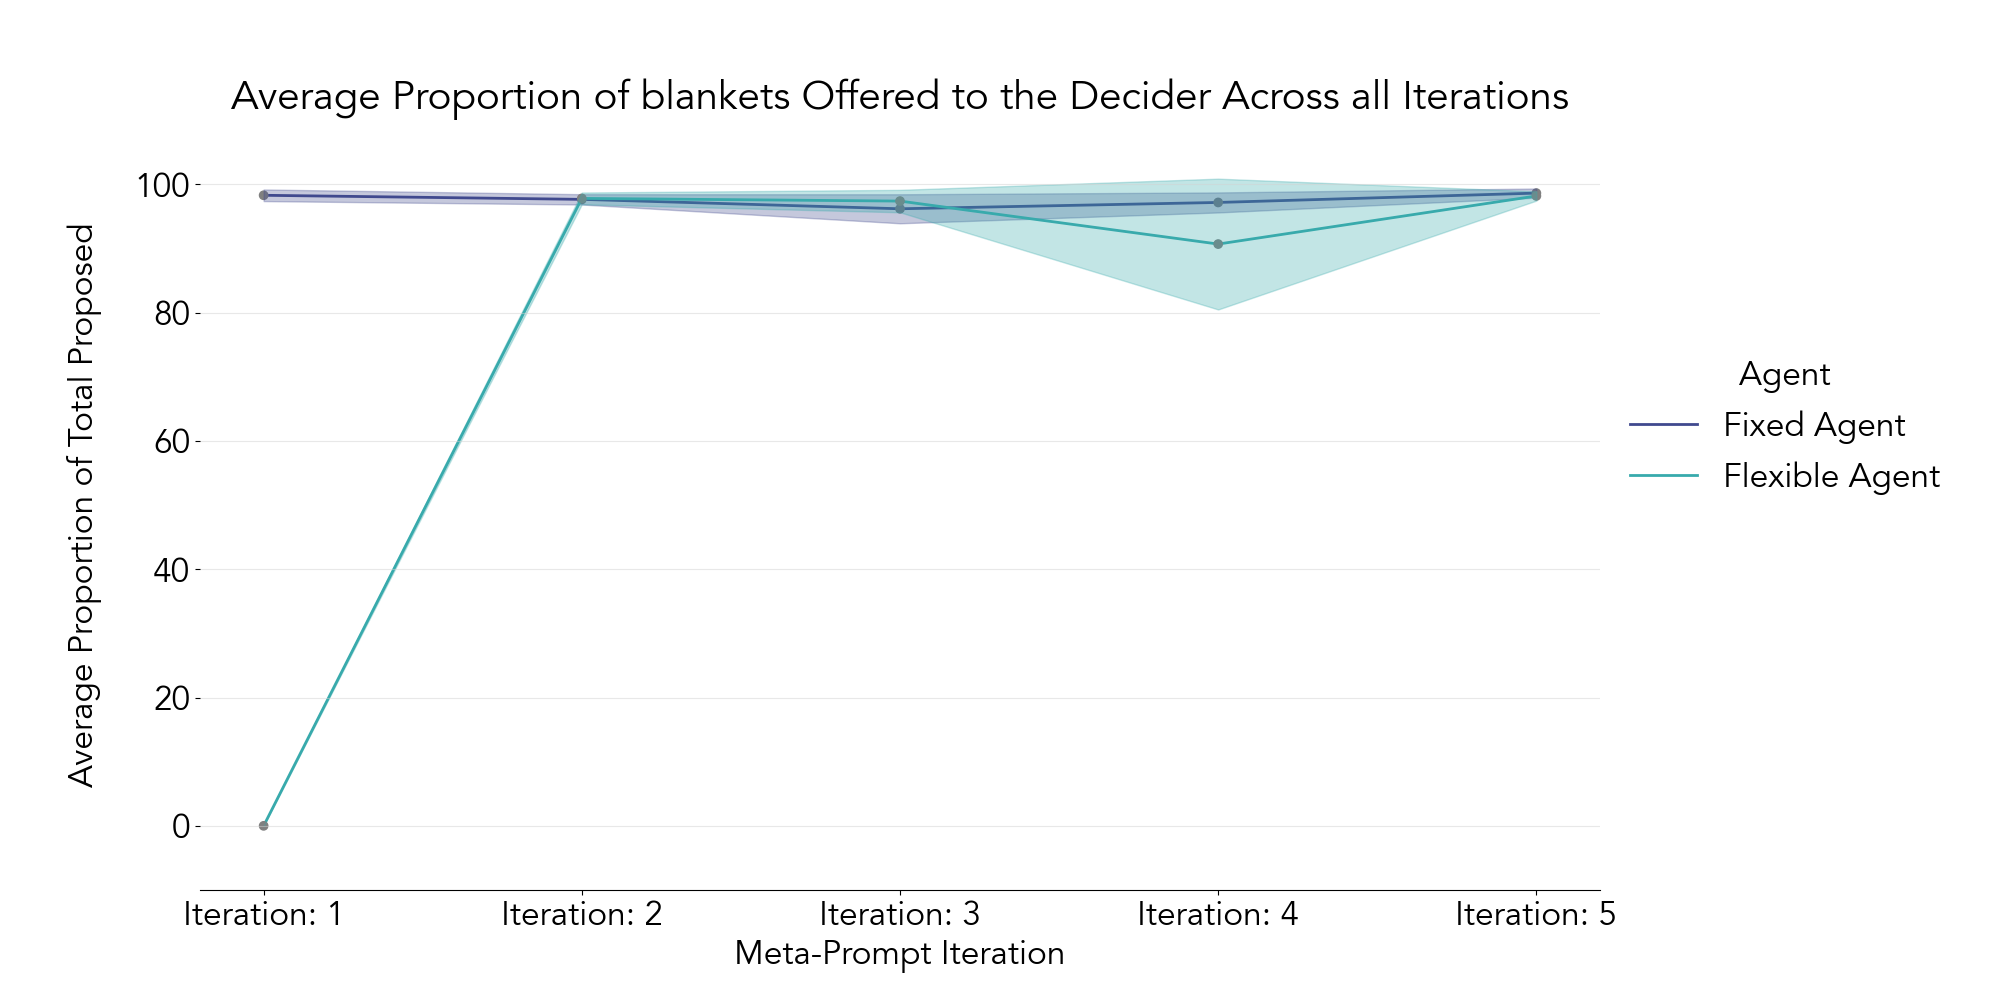 Average Proportion of blankets Offered to the Decider Across all Iterations
Average Proportion of Total Proposed
100
80
60
40
20
0
Agent
Fixed Agent
Flexible Agent
Iteration: 1
Iteration: 2
Iteration: 3
Iteration: 4
Iteration: 5
Meta-Prompt Iteration